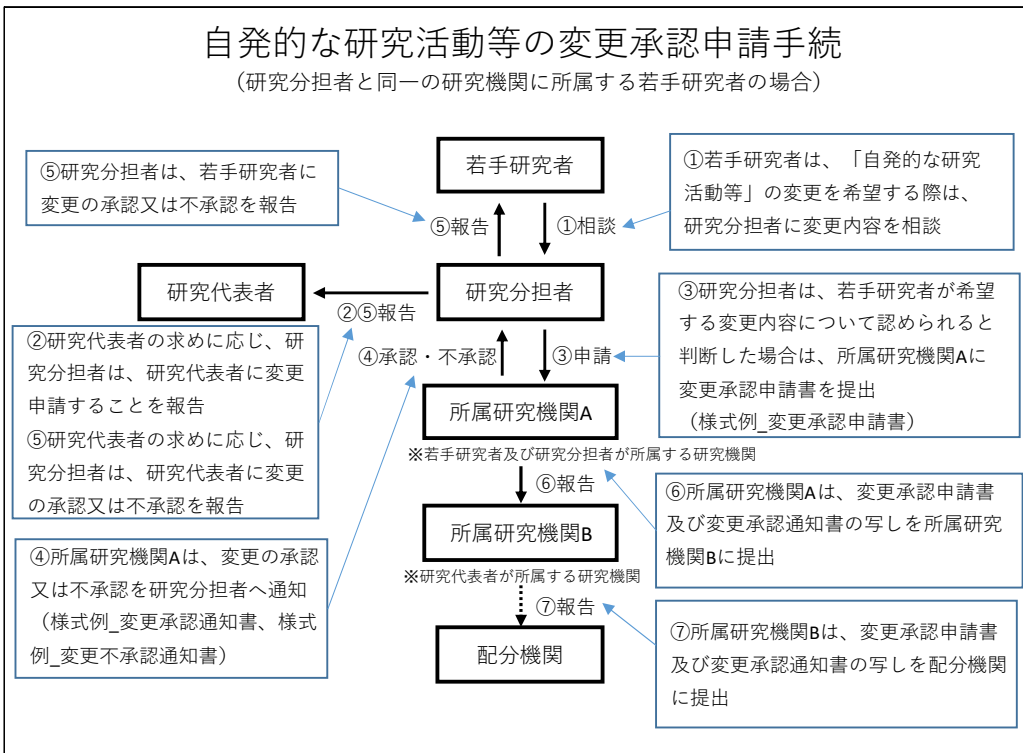 自発的な研究活動等の変更承認申請手続
（研究分担者と同一の研究機関に所属する若手研究者の場合）
⑤研究分担者は、若手研究者に
変更の承認又は不承認を報告
若手研究者
①若手研究者は、「自発的な研究
活動等」の変更を希望する際は、
研究分担者に変更内容を相談
⑤報告
①相談
研究代表者
研究分担者
②⑤報告
②研究代表者の求めに応じ、研
究分担者は、研究代表者に変更
申請することを報告
⑤研究代表者の求めに応じ、研
究分担者は、研究代表者に変更
の承認又は不承認を報告
④承認・不承認
③申請
③研究分担者は、若手研究者が希望
する変更内容について認められると
判断した場合は、所属研究機関Aに
変更承認申請書を提出
（様式例_変更承認申請書）
所属研究機関A
※若手研究者及び研究分担者が所属する研究機関
⑥報告
⑥所属研究機関Aは、変更承認申請書
及び変更承認通知書の写しを所属研究
機関Bに提出
所属研究機関B
※研究代表者が所属する研究機関
④所属研究機関Aは、変更の承認
又は不承認を研究分担者へ通知
（様式例_変更承認通知書、様式
例_変更不承認通知書）
⑦報告
⑦所属研究機関Bは、変更承認申請書
及び変更承認通知書の写しを配分機関
に提出
配分機関